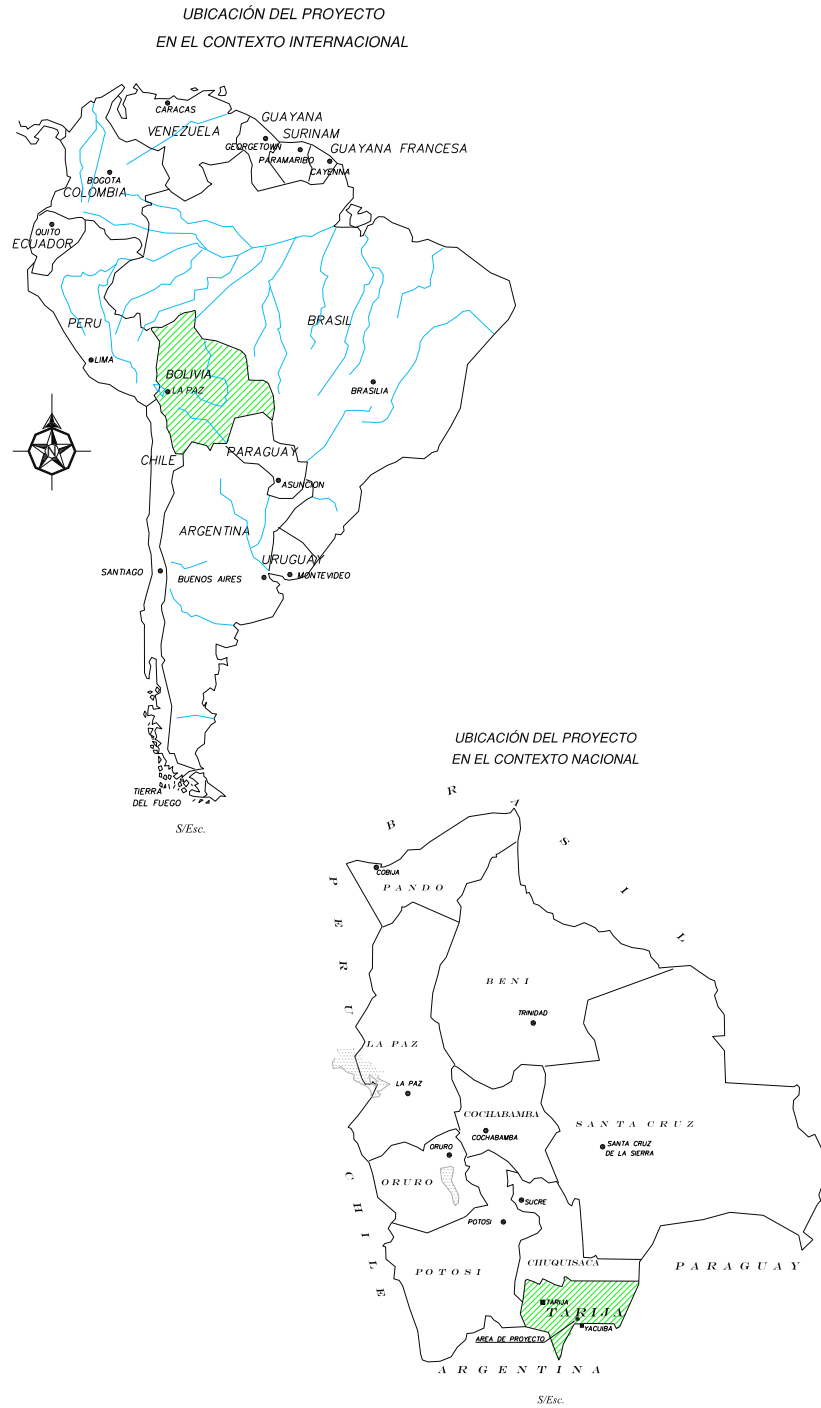 UBICACIÓN DEL PROYECTO
EN EL CONTEXTO INTERNACIONAL
CARACAS
VENEZUELA
GUAYANA
GEORGETOWN
SURINAM
PARAMARIBO
GUAYANA FRANCESA
CAYENNA
BOGOTA
COLOMBIA
QUITO
ECUADOR
PERU
LIMA
BRASIL
BOLIVIA
LA PAZ
BRASILIA
N
CHILE
PARAGUAY
ASUNCION
ARGENTINA
URUGUAY
SANTIAGO
BUENOS AIRES
MONTEVIDEO
TIERRA
DEL FUEGO
S/Esc.
UBICACIÓN DEL PROYECTO
EN EL CONTEXTO NACIONAL
BRASIL
PERU
COBIJA
PANDO
BENI
TRINIDAD
LA PAZ
LA PAZ
COCHABAMBA
COCHABAMBA
SANTA CRUZ
SANTA CRUZ
DE LA SIERRA
ORURO
ORURO
CHILE
SUCRE
POTOSI
POTOSI
CHUQUISACA
PARAGUAY
TARIJA
TARIJA
YACUIBA
AREA DE PROYECTO
ARGENTINA
S/Esc.